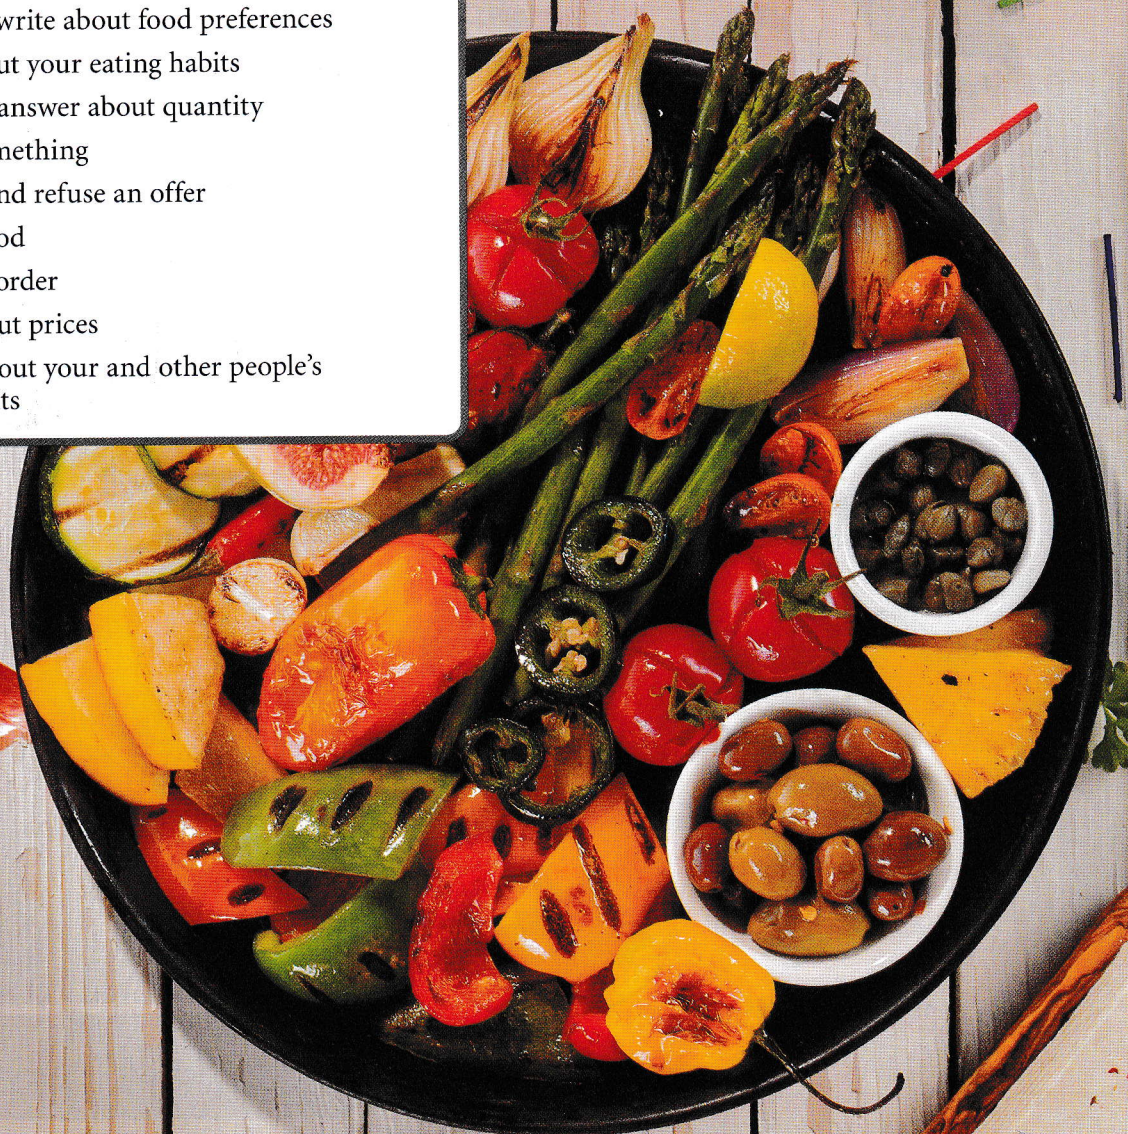 write about food preferences
ut your eating habits
answer about quantity
mething
nd refuse an offer
od
order
ut prices
out your and other people's
ts